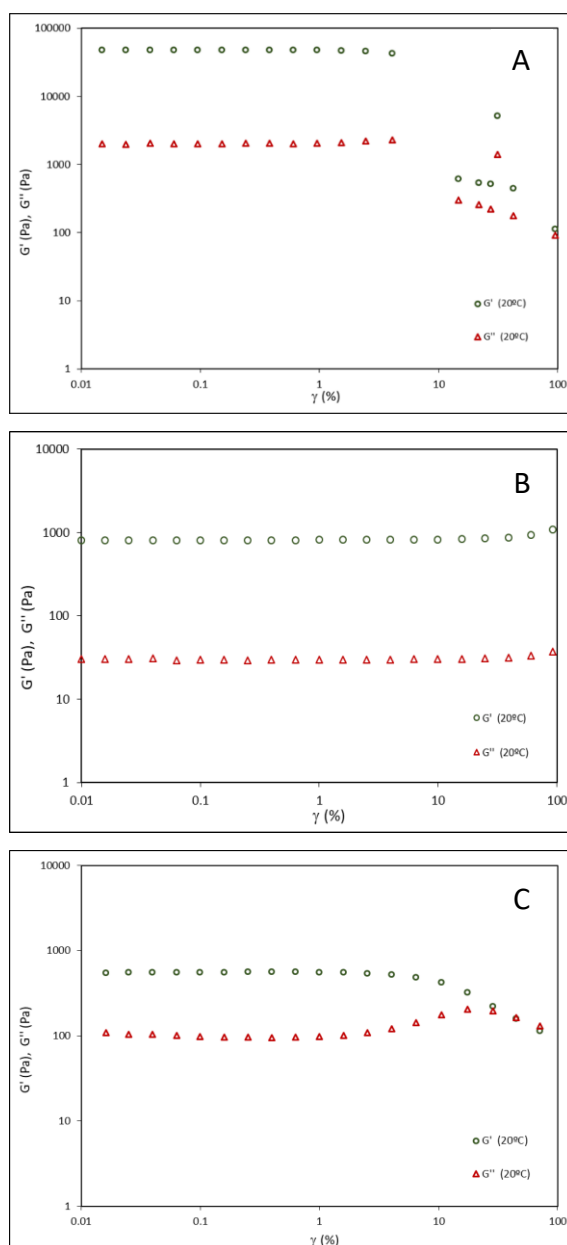 A
100000
10000
1000
100
10
1
G' (Pa), G'' (Pa)
G' (20ºC)
G'' (20ºC)
0.01 0.1 1 10 100
γ (%)
B
10000
1000
100
10
1
G' (Pa), G'' (Pa)
G' (20ºC)
G'' (20ºC)
0.01 0.1 1 10 100
γ (%)
C
10000
1000
100
10
1
G' (Pa), G'' (Pa)
G' (20ºC)
G'' (20ºC)
0.01 0.1 1 10 100
γ (%)